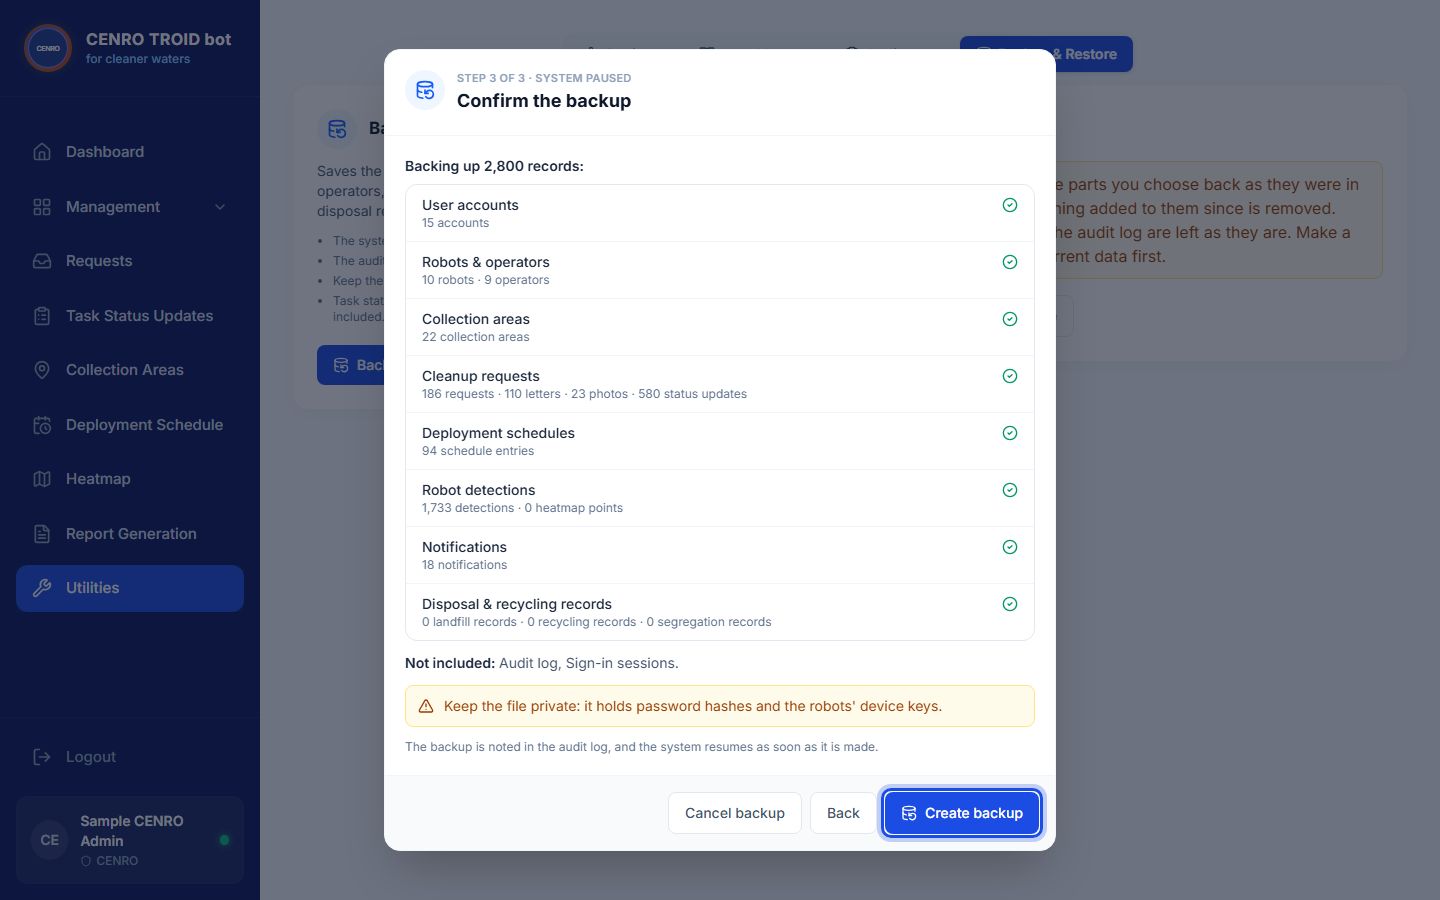 CENRO
CENRO TROID bot
for cleaner waters
Dashboard
Management
Requests
Task Status Updates
Collection Areas
Deployment Schedule
Heatmap
Report Generation
Utilities
Logout
CE
Sample CENRO
Admin
CENRO
& Restore
Saves the
operators,
disposal
The
The
Keep the
included.
parts you choose back as they were in
added to them since is removed.
audit log are left as they are. Make a
data first.
STEP 3 OF 3 · SYSTEM PAUSED
Confirm the backup
Backing up 2,800 records:
User accounts
15 accounts
Robots & operators
10 robots · 9 operators
Collection areas
22 collection areas
Cleanup requests
186 requests · 110 letters · 23 photos · 580 status updates
Deployment schedules
94 schedule entries
Robot detections
1,733 detections · 0 heatmap points
Notifications
18 notifications
Disposal & recycling records
0 landfill records · 0 recycling records · 0 segregation records
Not included: Audit log, Sign-in sessions.
Keep the file private: it holds password hashes and the robots' device keys.
The backup is noted in the audit log, and the system resumes as soon as it is made.
Cancel backup
Back
Create backup